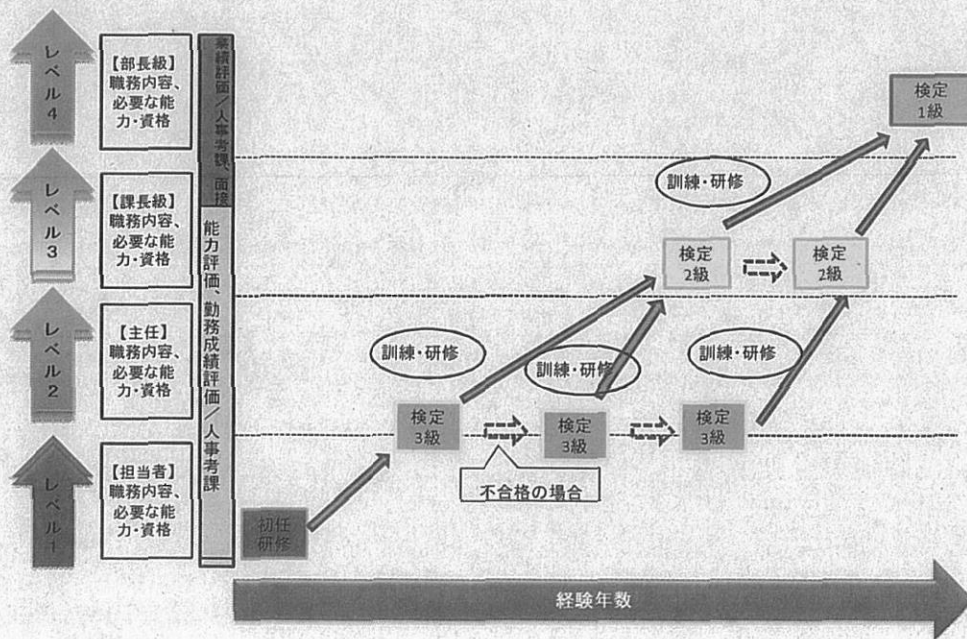 レベル4
【部長級】
職務内容、
必要な能
力・資格
業績評価/人事考課、面接
検定
1級
レベル3
【課長級】
職務内容、
必要な能
力・資格
能力評価、勤務成績評価/人事考課
訓練・研修
検定
2級
検定
2級
レベル2
【主任】
職務内容、
必要な能
力・資格
訓練・研修
訓練・研修
訓練・研修
検定
3級
検定
3級
検定
3級
レベル1
【担当者】
職務内容、
必要な能
力・資格
不合格の場合
初任
研修
経験年数